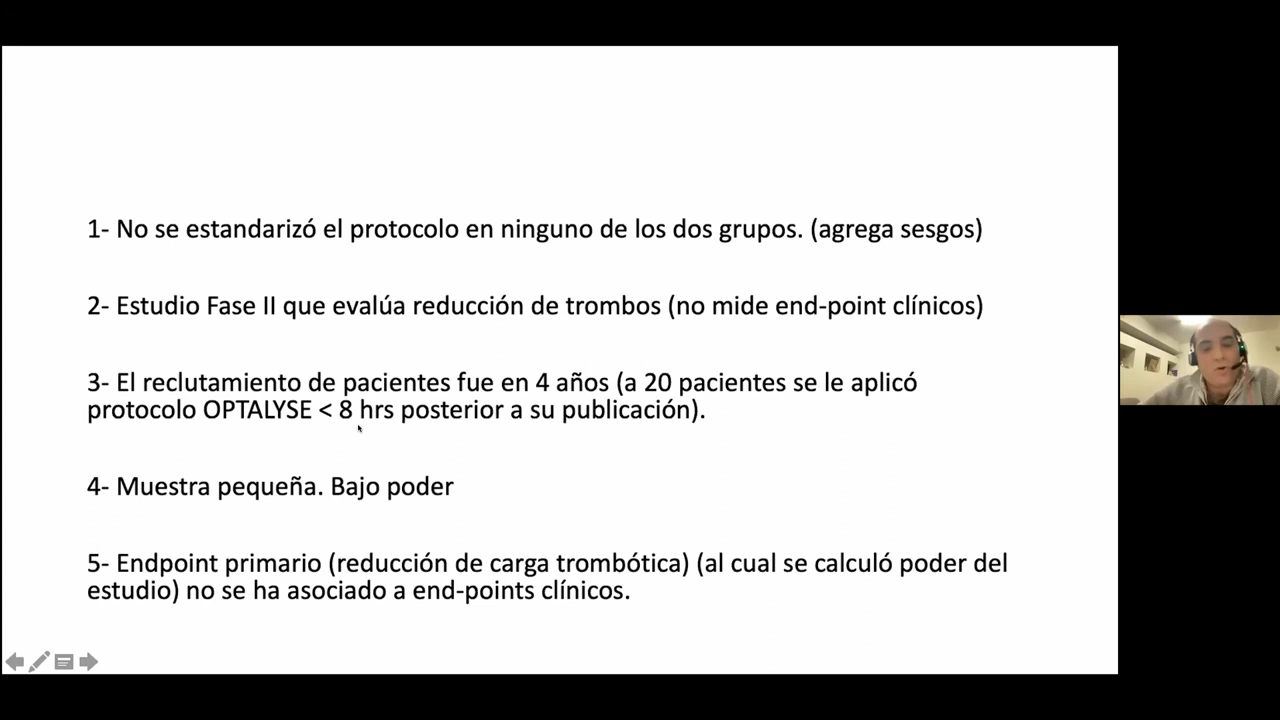 1- No se estandarizó el protocolo en ninguno de los dos grupos. (agrega sesgos)
2- Estudio Fase II que evalúa reducción de trombos (no mide end-point clínicos)
3- El reclutamiento de pacientes fue en 4 años (a 20 pacientes se le aplicó
protocolo OPTALYSE < 8 hrs posterior a su publicación).
4- Muestra pequeña. Bajo poder
5- Endpoint primario (reducción de carga trombótica) (al cual se calculó poder del
estudio) no se ha asociado a end-points clínicos.